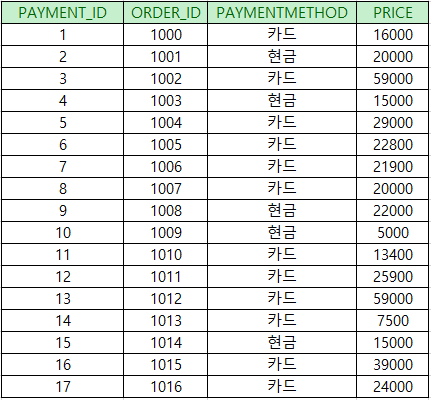 PAYMENT_ID ORDER_ID PAYMENTMETHOD PRICE
1 1000 카드 16000
2 1001 현금 20000
3 1002 카드 59000
4 1003 현금 15000
5 1004 카드 29000
6 1005 카드 22800
7 1006 카드 21900
8 1007 카드 20000
9 1008 현금 22000
10 1009 현금 5000
11 1010 카드 13400
12 1011 카드 25900
13 1012 카드 59000
14 1013 카드 7500
15 1014 현금 15000
16 1015 카드 39000
17 1016 카드 24000